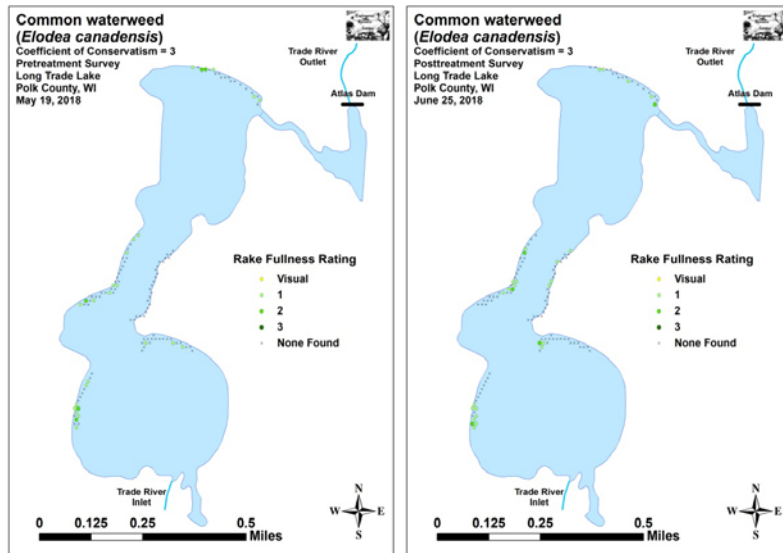 Common waterweed
(Elodea canadensis)
Coefficient of Conservatism = 3
Pretreatment Survey
Long Trade Lake
Polk County, WI
May 19, 2018
Trade River
Outlet
Atlas Dam
Rake Fullness Rating
Visual
1
2
3
None Found
Trade River
Inlet
N
W E
S
0 0.125 0.25 0.5
Miles
Common waterweed
(Elodea canadensis)
Coefficient of Conservatism = 3
Posttreatment Survey
Long Trade Lake
Polk County, WI
June 25, 2018
Trade River
Outlet
Atlas Dam
Rake Fullness Rating
Visual
1
2
3
None Found
Trade River
Inlet
N
W E
S
0 0.125 0.25 0.5
Miles